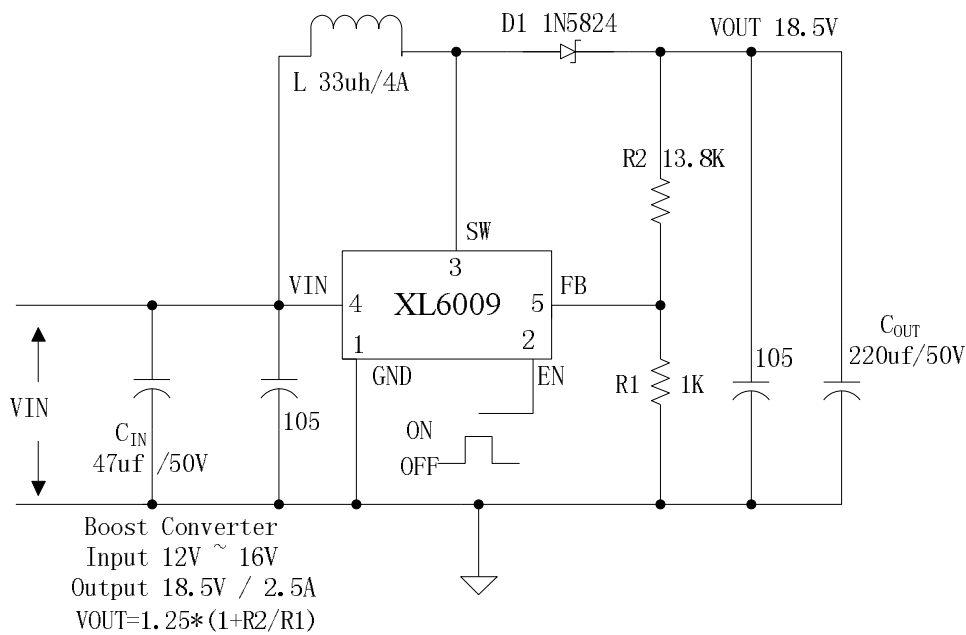 D1 1N5824
VOUT 18.5V
L 33uh/4A
R2 13.8K
SW
3
VIN
4
XL6009
5
FB
1
2
GND
EN
COUT
220uf/50V
105
R1 1K
VIN
CIN
47uf /50V
105
ON
OFF
Boost Converter
Input 12V ~ 16V
Output 18.5V / 2.5A
VOUT=1.25*(1+R2/R1)